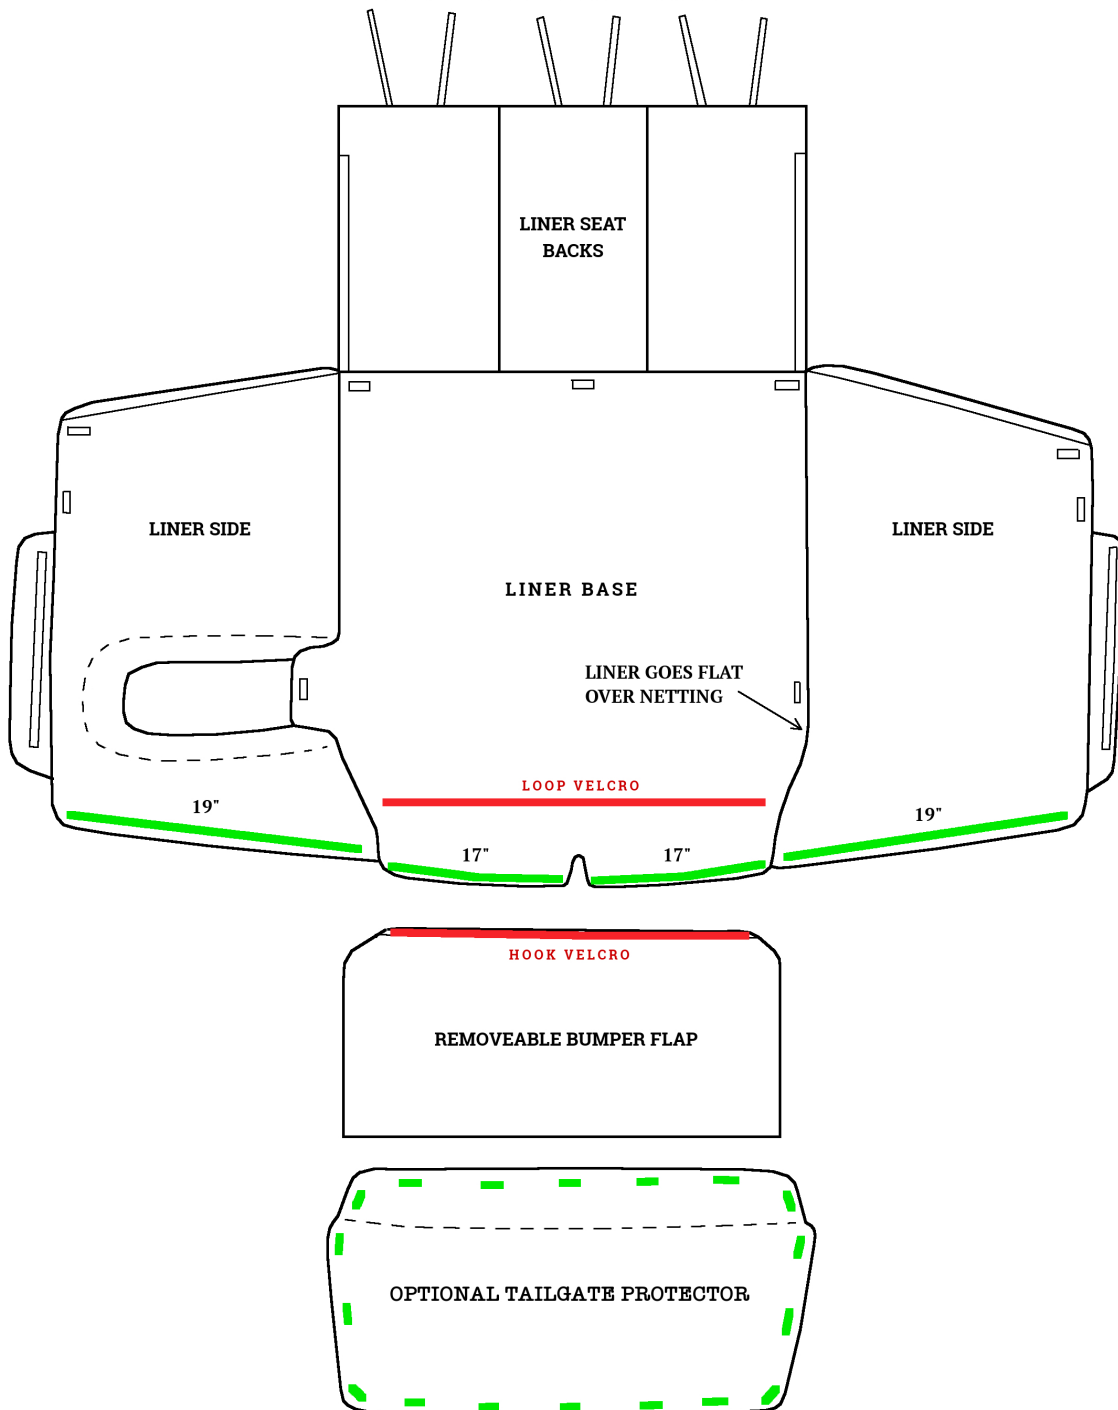 LINER SEAT
BACKS
LINER SIDE
LINER SIDE
LINER BASE
LINER GOES FLAT
OVER NETTING
LOOP VELCRO
19"
19"
17"
17"
HOOK VELCRO
REMOVEABLE BUMPER FLAP
OPTIONAL TAILGATE PROTECTOR